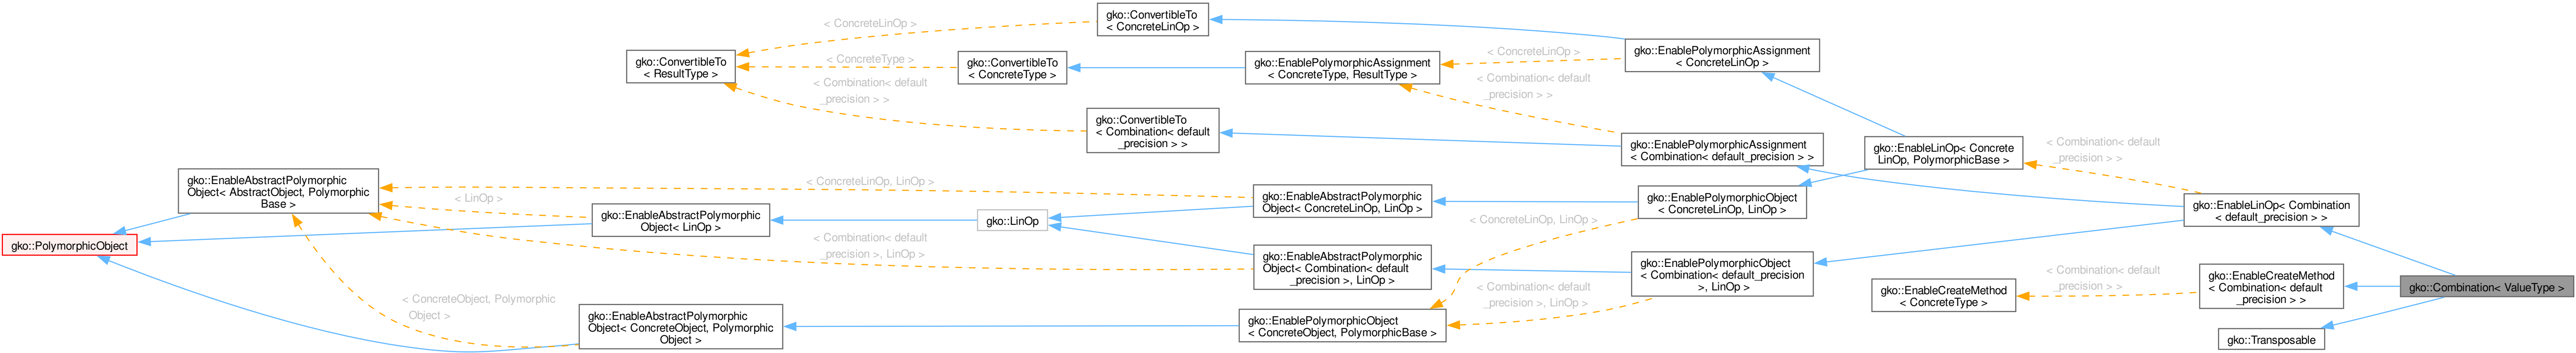 gko::PolymorphicObject
gko::EnableAbstractPolymorphic
Object< AbstractObject, Polymorphic
Base >
< ConcreteObject, Polymorphic
Object >
< LinOp >
gko::EnableAbstractPolymorphic
Object< LinOp >
gko::EnableAbstractPolymorphic
Object< ConcreteObject, Polymorphic
Object >
gko::ConvertibleTo
< ResultType >
< ConcreteLinOp >
< ConcreteType >
< Combination< default
_precision > >
< ConcreteLinOp, LinOp >
< Combination< default
_precision >, LinOp >
gko::LinOp
gko::ConvertibleTo
< ConcreteType >
gko::ConvertibleTo
< ConcreteLinOp >
gko::ConvertibleTo
< Combination< default
_precision > >
gko::EnablePolymorphicAssignment
< ConcreteType, ResultType >
gko::EnableAbstractPolymorphic
Object< ConcreteLinOp, LinOp >
gko::EnableAbstractPolymorphic
Object< Combination< default
_precision >, LinOp >
gko::EnablePolymorphicObject
< ConcreteObject, PolymorphicBase >
< ConcreteLinOp >
< Combination< default
_precision > >
< ConcreteLinOp, LinOp >
< Combination< default
_precision >, LinOp >
gko::EnablePolymorphicAssignment
< ConcreteLinOp >
gko::EnablePolymorphicAssignment
< Combination< default_precision > >
gko::EnablePolymorphicObject
< ConcreteLinOp, LinOp >
gko::EnablePolymorphicObject
< Combination< default_precision
>, LinOp >
gko::EnableLinOp< Concrete
LinOp, PolymorphicBase >
gko::EnableCreateMethod
< ConcreteType >
< Combination< default
_precision > >
< Combination< default
_precision > >
gko::EnableLinOp< Combination
< default_precision > >
gko::EnableCreateMethod
< Combination< default
_precision > >
gko::Transposable
gko::Combination< ValueType >